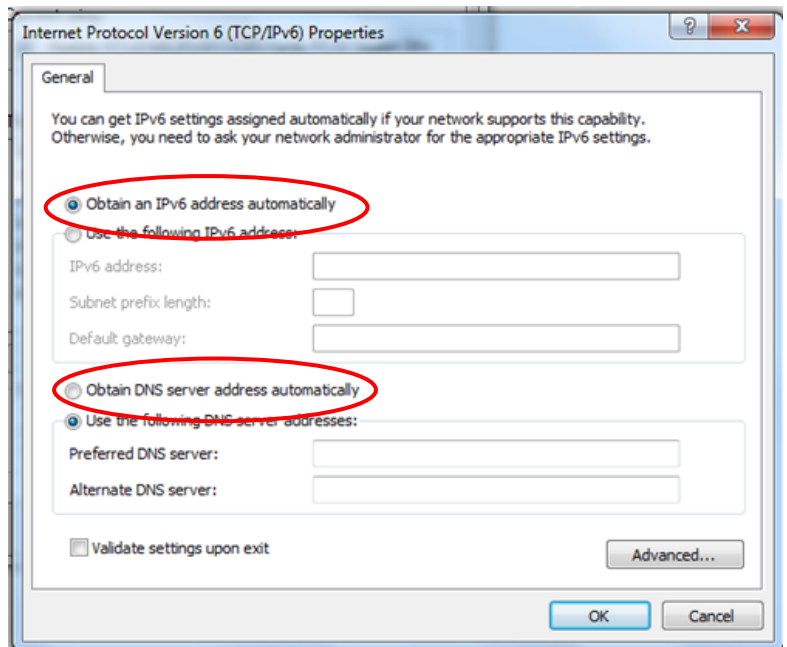 Internet Protocol Version 6 (TCP/IPv6) Properties
General
You can get IPv6 settings assigned automatically if your network supports this capability.
Otherwise, you need to ask your network administrator for the appropriate IPv6 settings.
Obtain an IPv6 address automatically
Use the following IPv6 address:
IPv6 address:
Subnet prefix length:
Default gateway:
Obtain DNS server address automatically
Use the following DNS server addresses:
Preferred DNS server:
Alternate DNS server:
Validate settings upon exit
Advanced...
OK Cancel